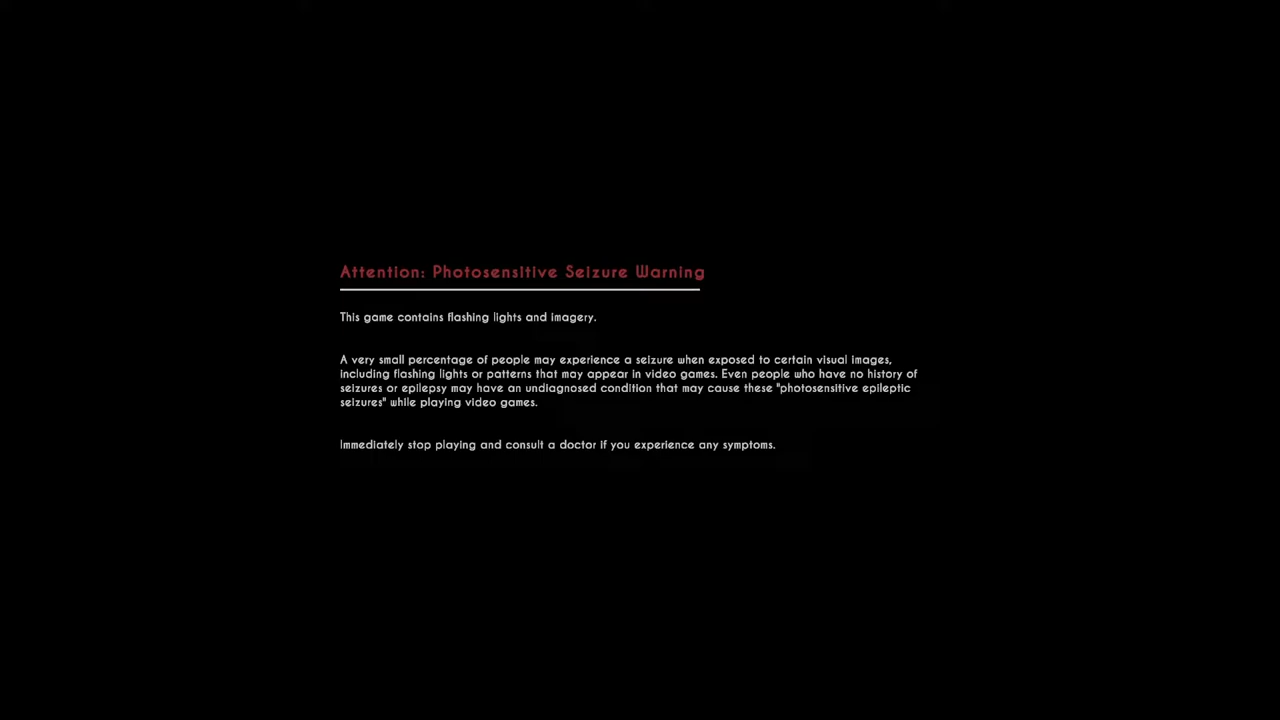 Attention: Photosensitive Seizure Warning
This game contains flashing lights and imagery.
A very small percentage of people may experience a seizure when exposed to certain visual images,
including flashing lights or patterns that may appear in video games. Even people who have no history of
seizures or epilepsy may have an undiagnosed condition that may cause these "photosensitive epileptic
seizures" while playing video games.
Immediately stop playing and consult a doctor if you experience any symptoms.